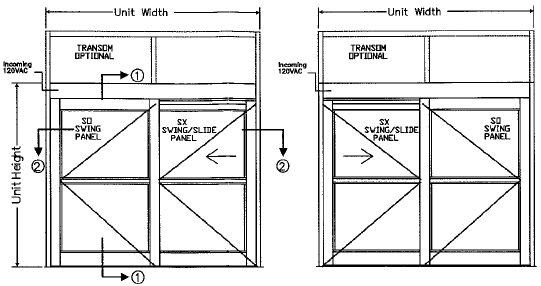 Unit Width
TRANSOM
OPTIONAL
Incoming
120VAC
1
SO
SWING
PANEL
SX
SWING/SLIDE
PANEL
2
2
Unit Height
1
Unit Width
TRANSOM
OPTIONAL
Incoming
120VAC
SX
SWING/SLIDE
PANEL
SO
SWING
PANEL